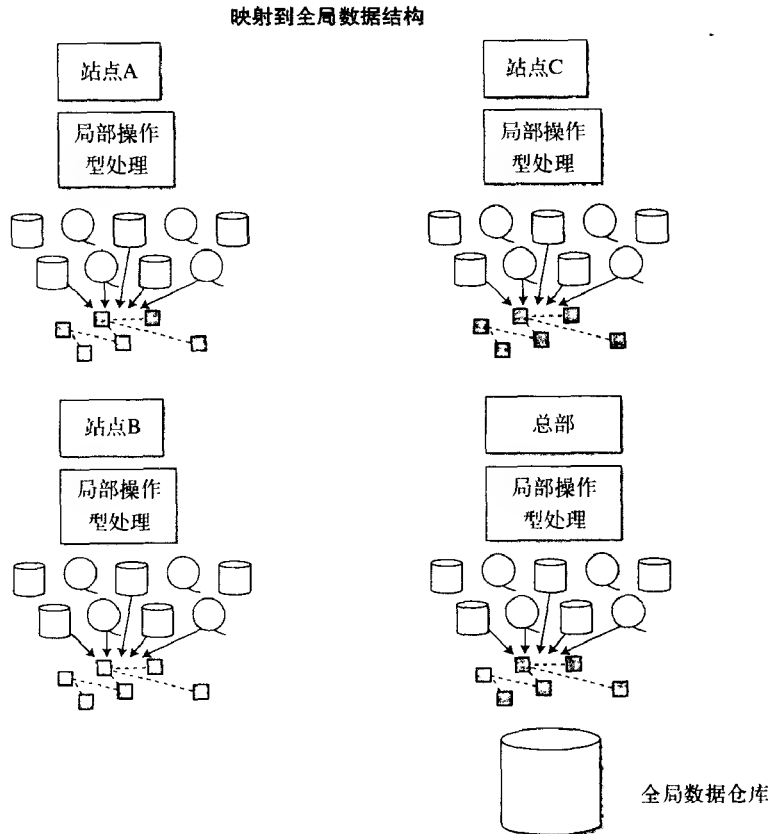 映射到全局数据结构
站点A
局部操作
型处理
站点C
局部操作
型处理
站点B
局部操作
型处理
总部
局部操作
型处理
全局数据仓库